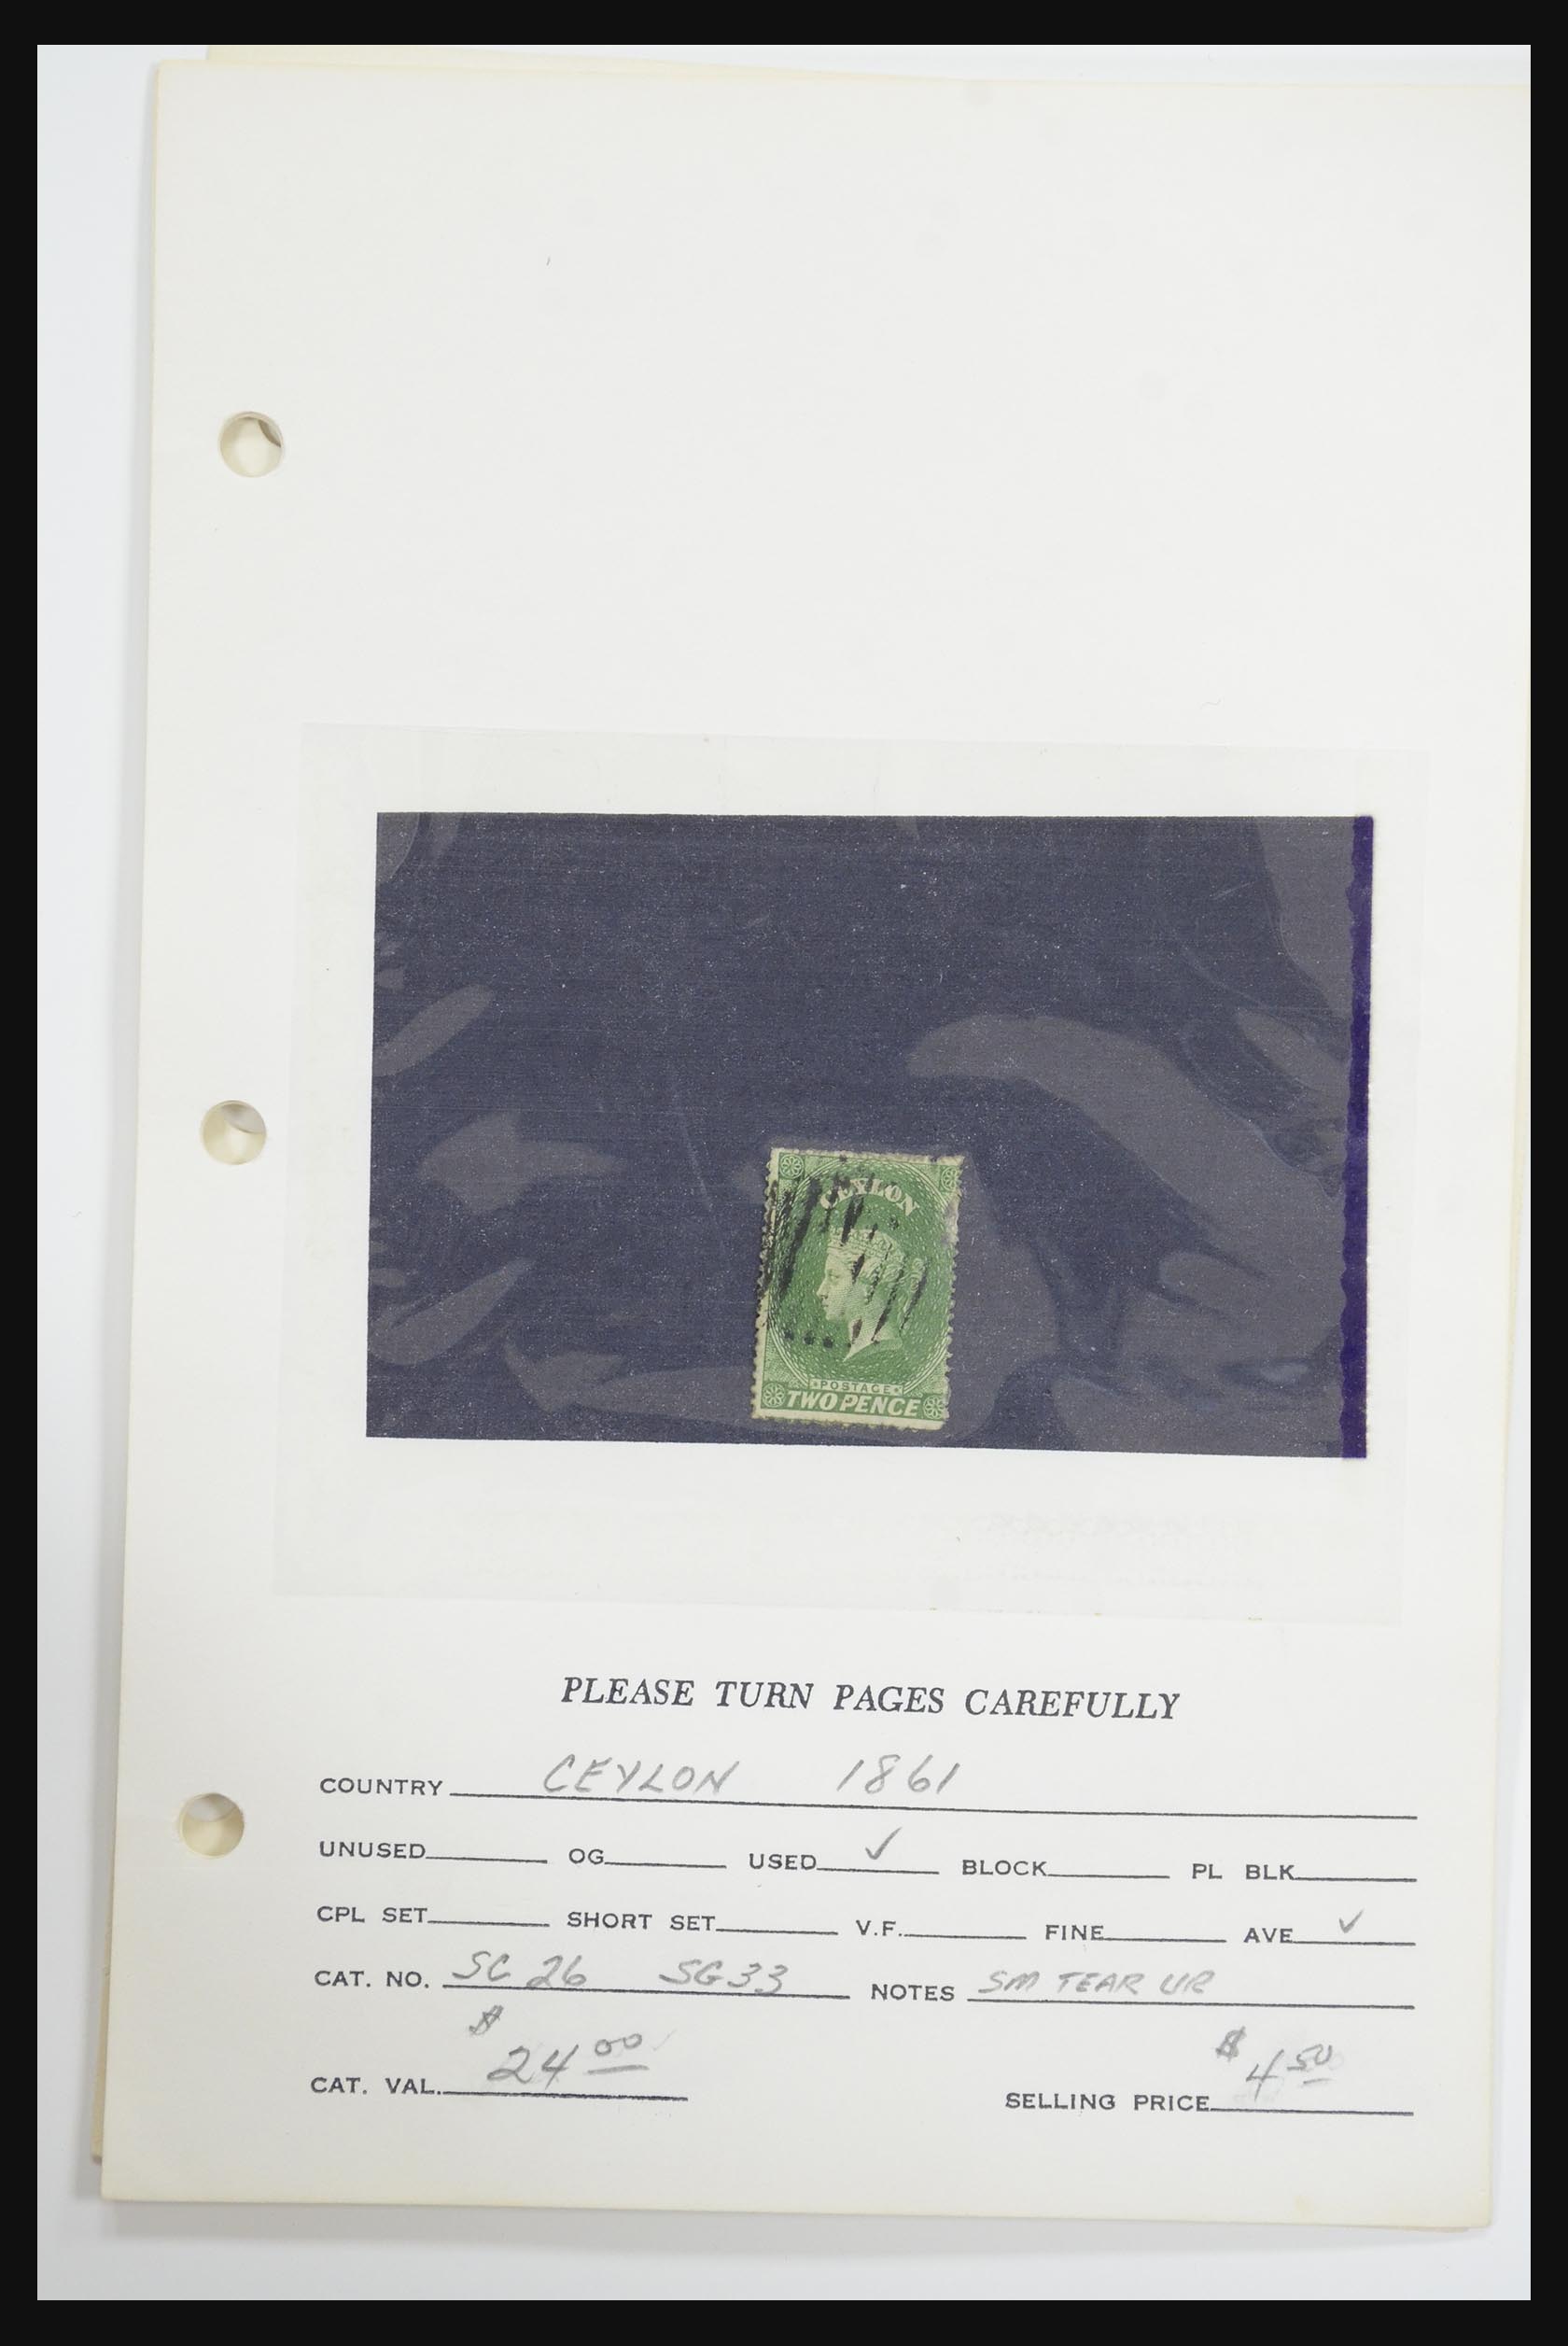 CEYLON
POSTAGE
TWO PENCE
PLEASE TURN PAGES CAREFULLY
COUNTRY CEYLON 1861
UNUSED OG USED ✓ BLOCK PL BLK
CPL SET SHORT SET V.F. FINE AVE ✓
CAT. NO. SC 26 SG 33 NOTES SM TEAR UR
CAT. VAL. $24.00 SELLING PRICE $4.50